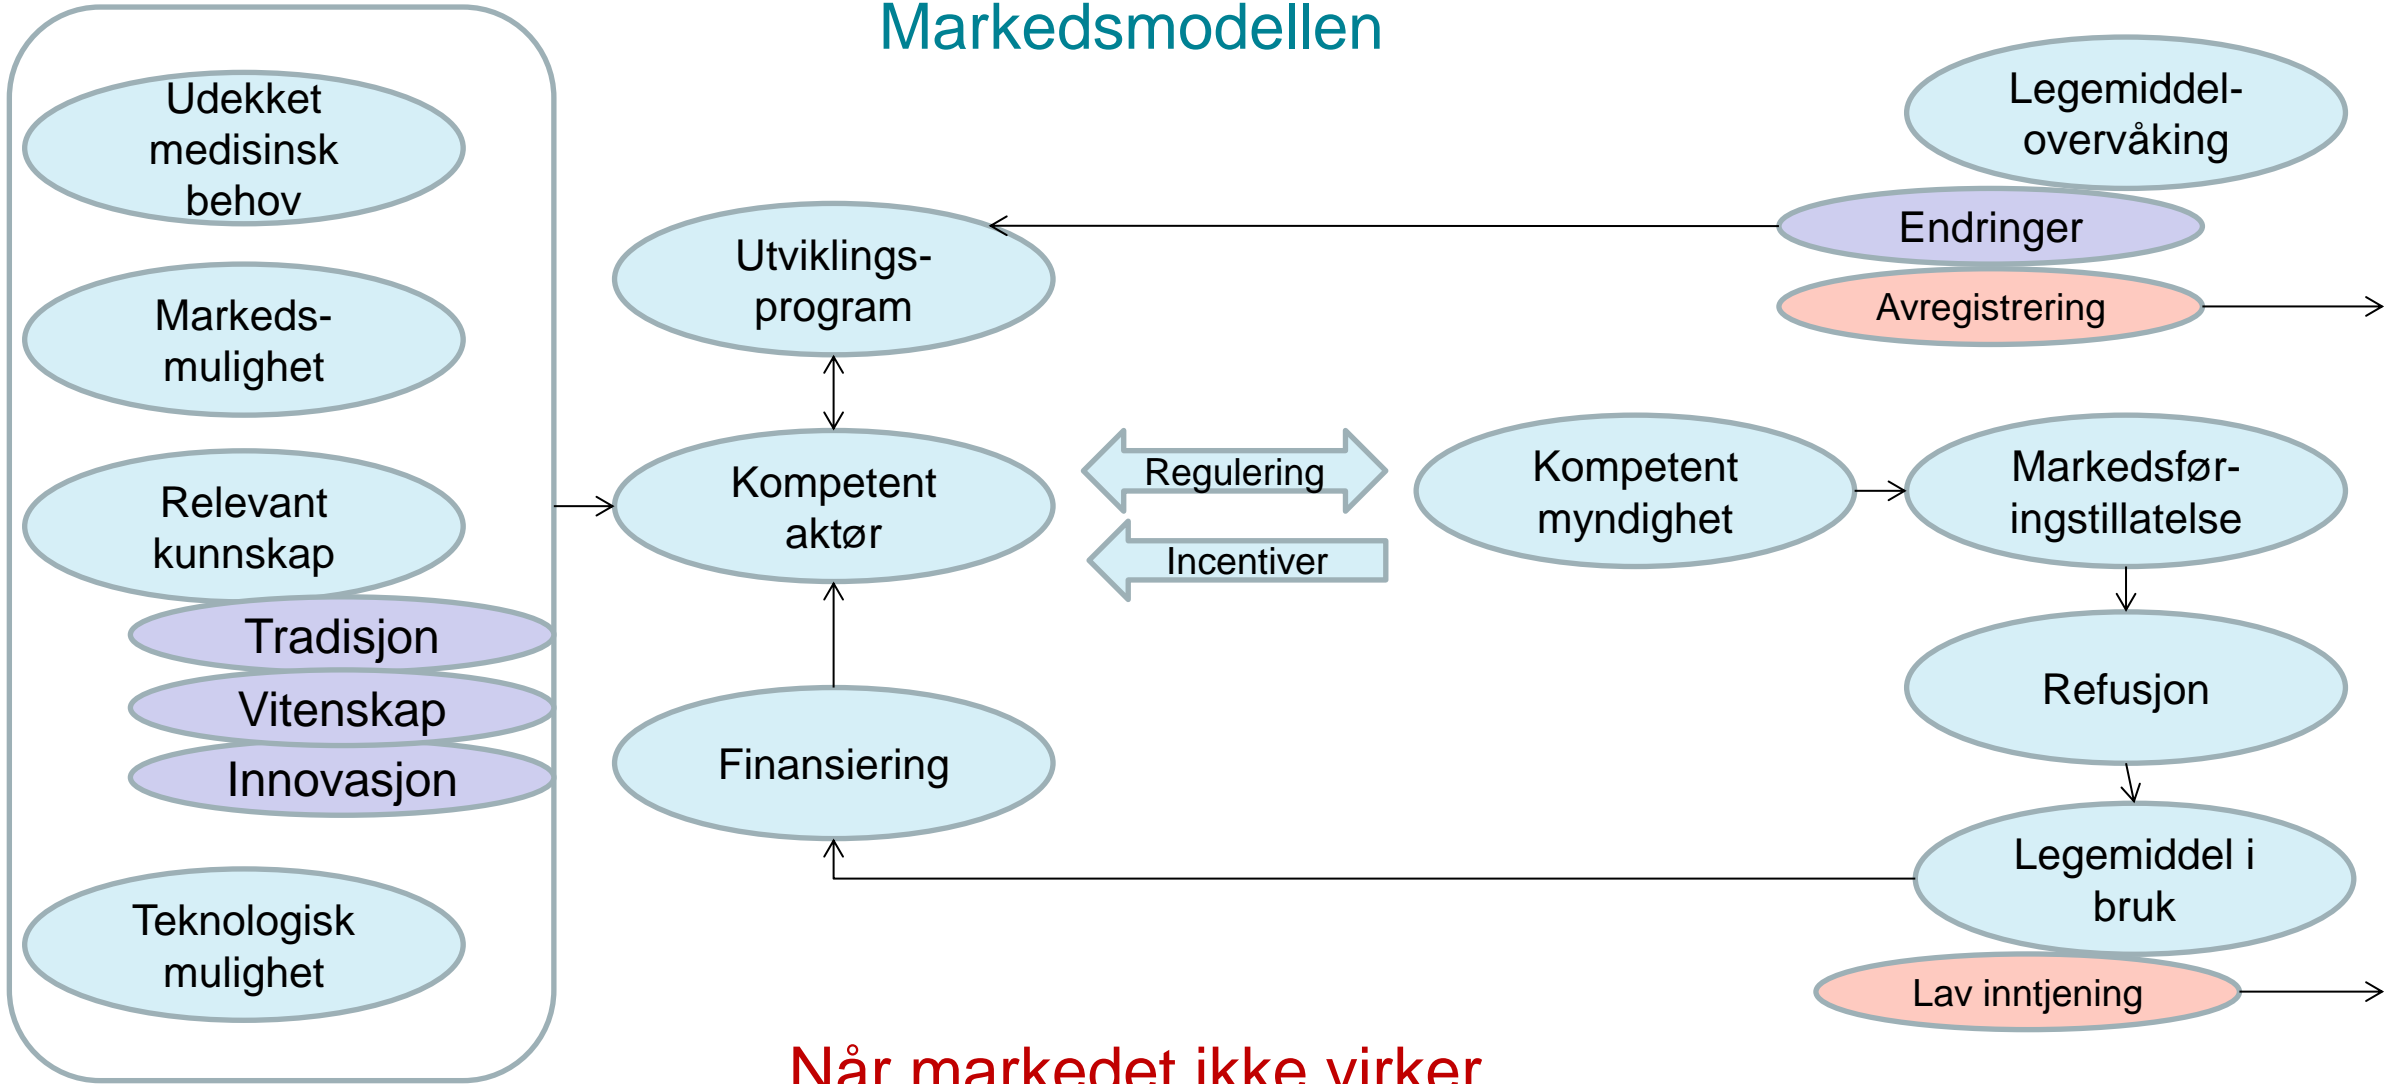 Markedsmodellen
Udekket
medisinsk
behov
Markeds-
mulighet
Relevant
kunnskap
Tradisjon
Vitenskap
Innovasjon
Teknologisk
mulighet
Utviklings-
program
Kompetent
aktør
Finansiering
Regulering
Incentiver
Kompetent
myndighet
Legemiddel-
overvåking
Endringer
Avregistrering
Markedsfør-
ingstillatelse
Refusjon
Legemiddel i
bruk
Lav inntjening
Når markedet ikke virker